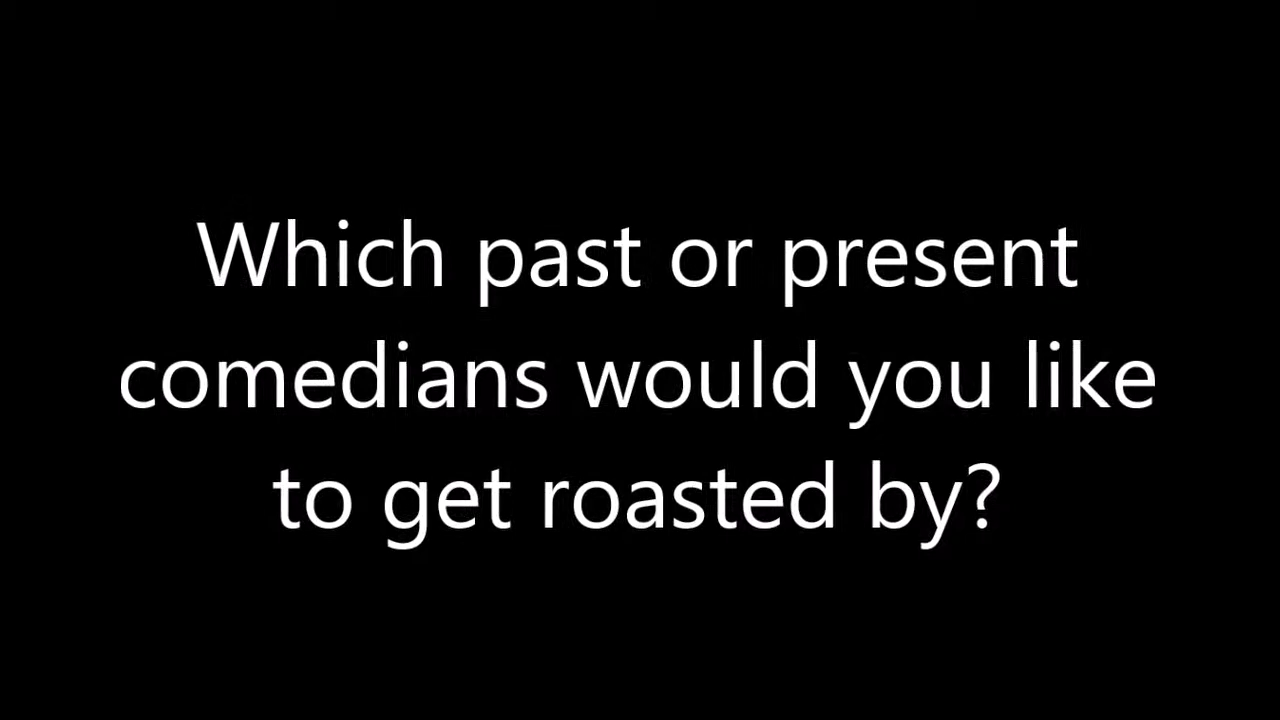 Which past or present
comedians would you like
to get roasted by?